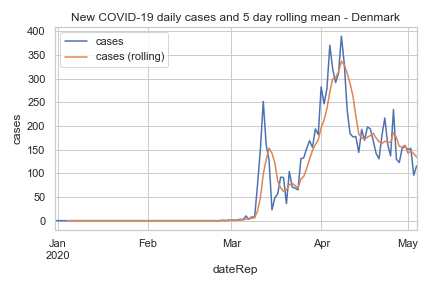 New COVID-19 daily cases and 5 day rolling mean - Denmark
cases
cases (rolling)
400
350
300
250
200
150
100
50
0
cases
Jan
2020
Feb
Mar
Apr
May
dateRep